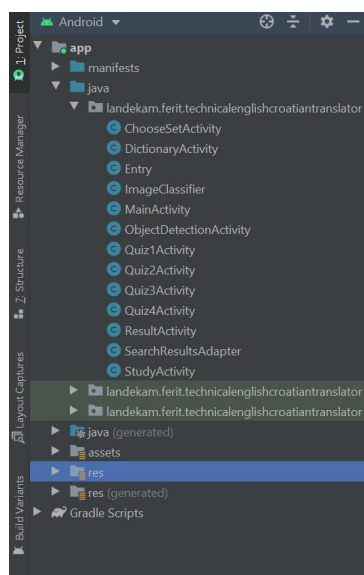 Android
1: Project
Resource Manager
Z: Structure
Layout Captures
Build Variants
app
manifests
java
landekam.ferit.technicalenglishcroatiantranslator
ChooseSetActivity
DictionaryActivity
Entry
ImageClassifier
MainActivity
ObjectDetectionActivity
Quiz1Activity
Quiz2Activity
Quiz3Activity
Quiz4Activity
ResultActivity
SearchResultsAdapter
StudyActivity
landekam.ferit.technicalenglishcroatiantranslator
landekam.ferit.technicalenglishcroatiantranslator
java (generated)
assets
res
res (generated)
Gradle Scripts